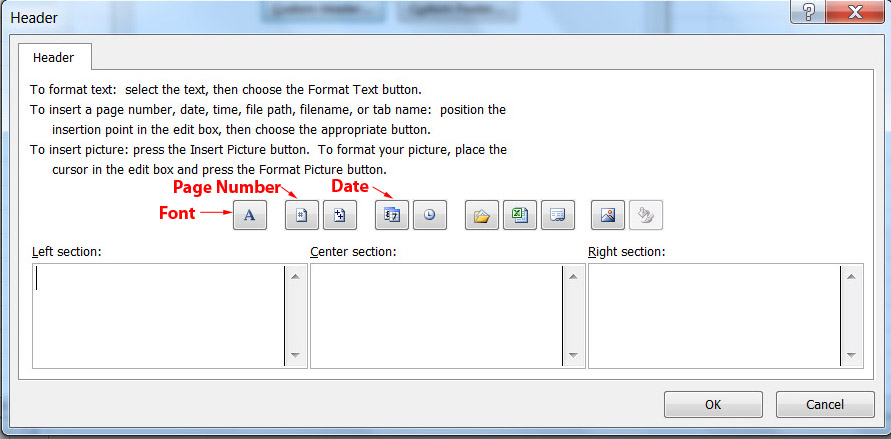 Custom Header... Custom Footer...
Header
Header
To format text: select the text, then choose the Format Text button.
To insert a page number, date, time, file path, filename, or tab name: position the
insertion point in the edit box, then choose the appropriate button.
To insert picture: press the Insert Picture button. To format your picture, place the
cursor in the edit box and press the Format Picture button.
Page Number
Date
Font
A
Left section:
Center section:
Right section:
OK
Cancel